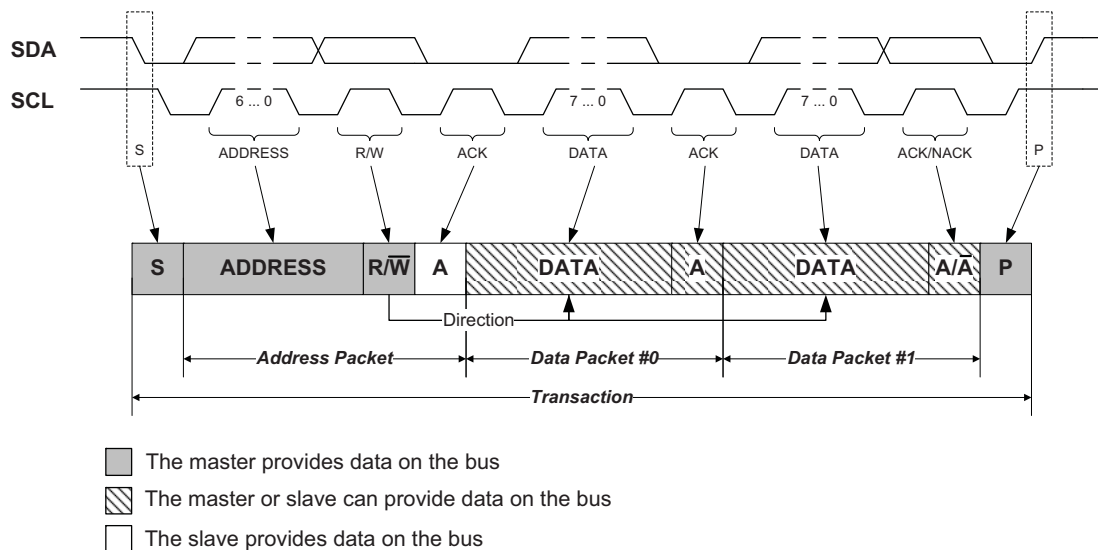 SDA
SCL
6 ... 0
7 ... 0
7 ... 0
S
ADDRESS
R/W
ACK
DATA
ACK
DATA
ACK/NACK
P
S
ADDRESS
R/W̅
A
DATA
A
DATA
A/A̅
P
Direction
Address Packet
Data Packet #0
Data Packet #1
Transaction
The master provides data on the bus
The master or slave can provide data on the bus
The slave provides data on the bus